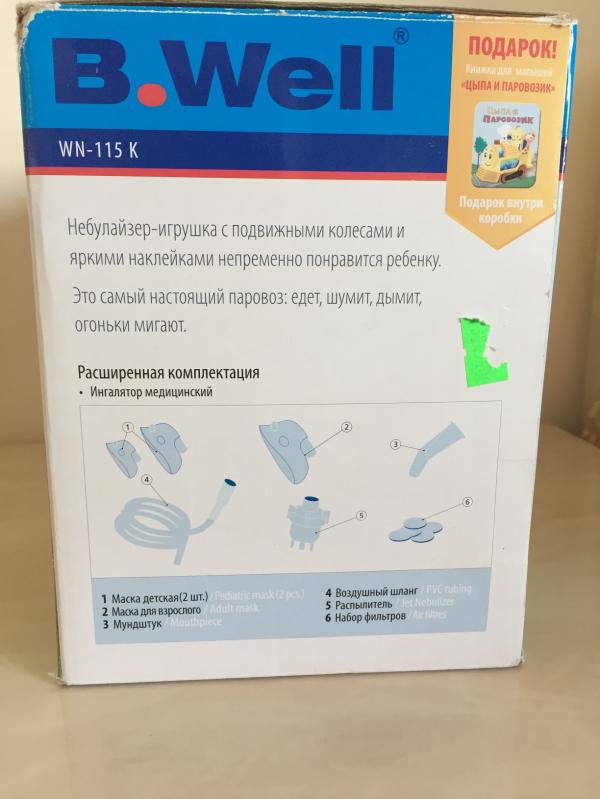 B.Well®
WN-115 K
ПОДАРОК!
Книжка для малышей
«ЦЫПА И ПАРОВОЗИК»
ЦЫПА И
ПАРОВОЗИК
Подарок внутри
коробки
Небулайзер-игрушка с подвижными колесами и
яркими наклейками непременно понравится ребенку.
Это самый настоящий паровоз: едет, шумит, дымит,
огоньки мигают.
Расширенная комплектация
• Ингалятор медицинский
1
2
3
4
5
6
1 Маска детская(2 шт.) / Pediatric mask (2 pcs.)
2 Маска для взрослого / Adult mask
3 Мундштук / Mouthpiece
4 Воздушный шланг / PVC tubing
5 Распылитель / Jet Nebulizer
6 Набор фильтров / Air filtres